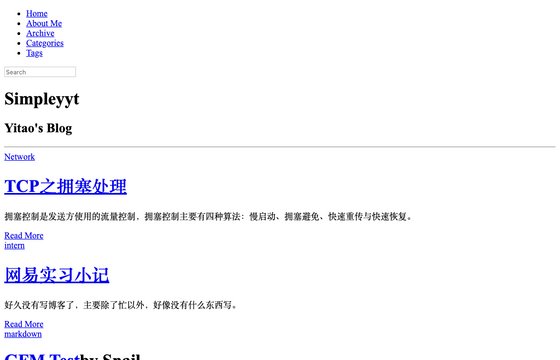 Home
About Me
Archive
Categories
Tags
Search
Simpleyyt
Yitao's Blog
Network
TCP之拥塞处理
拥塞控制是发送方使用的流量控制，拥塞控制主要有四种算法：慢启动、拥塞避免、快速重传与快速恢复。
Read More
intern
网易实习小记
好久没有写博客了，主要除了忙以外，好像没有什么东西写。
Read More
markdown
GFM Testby Snail